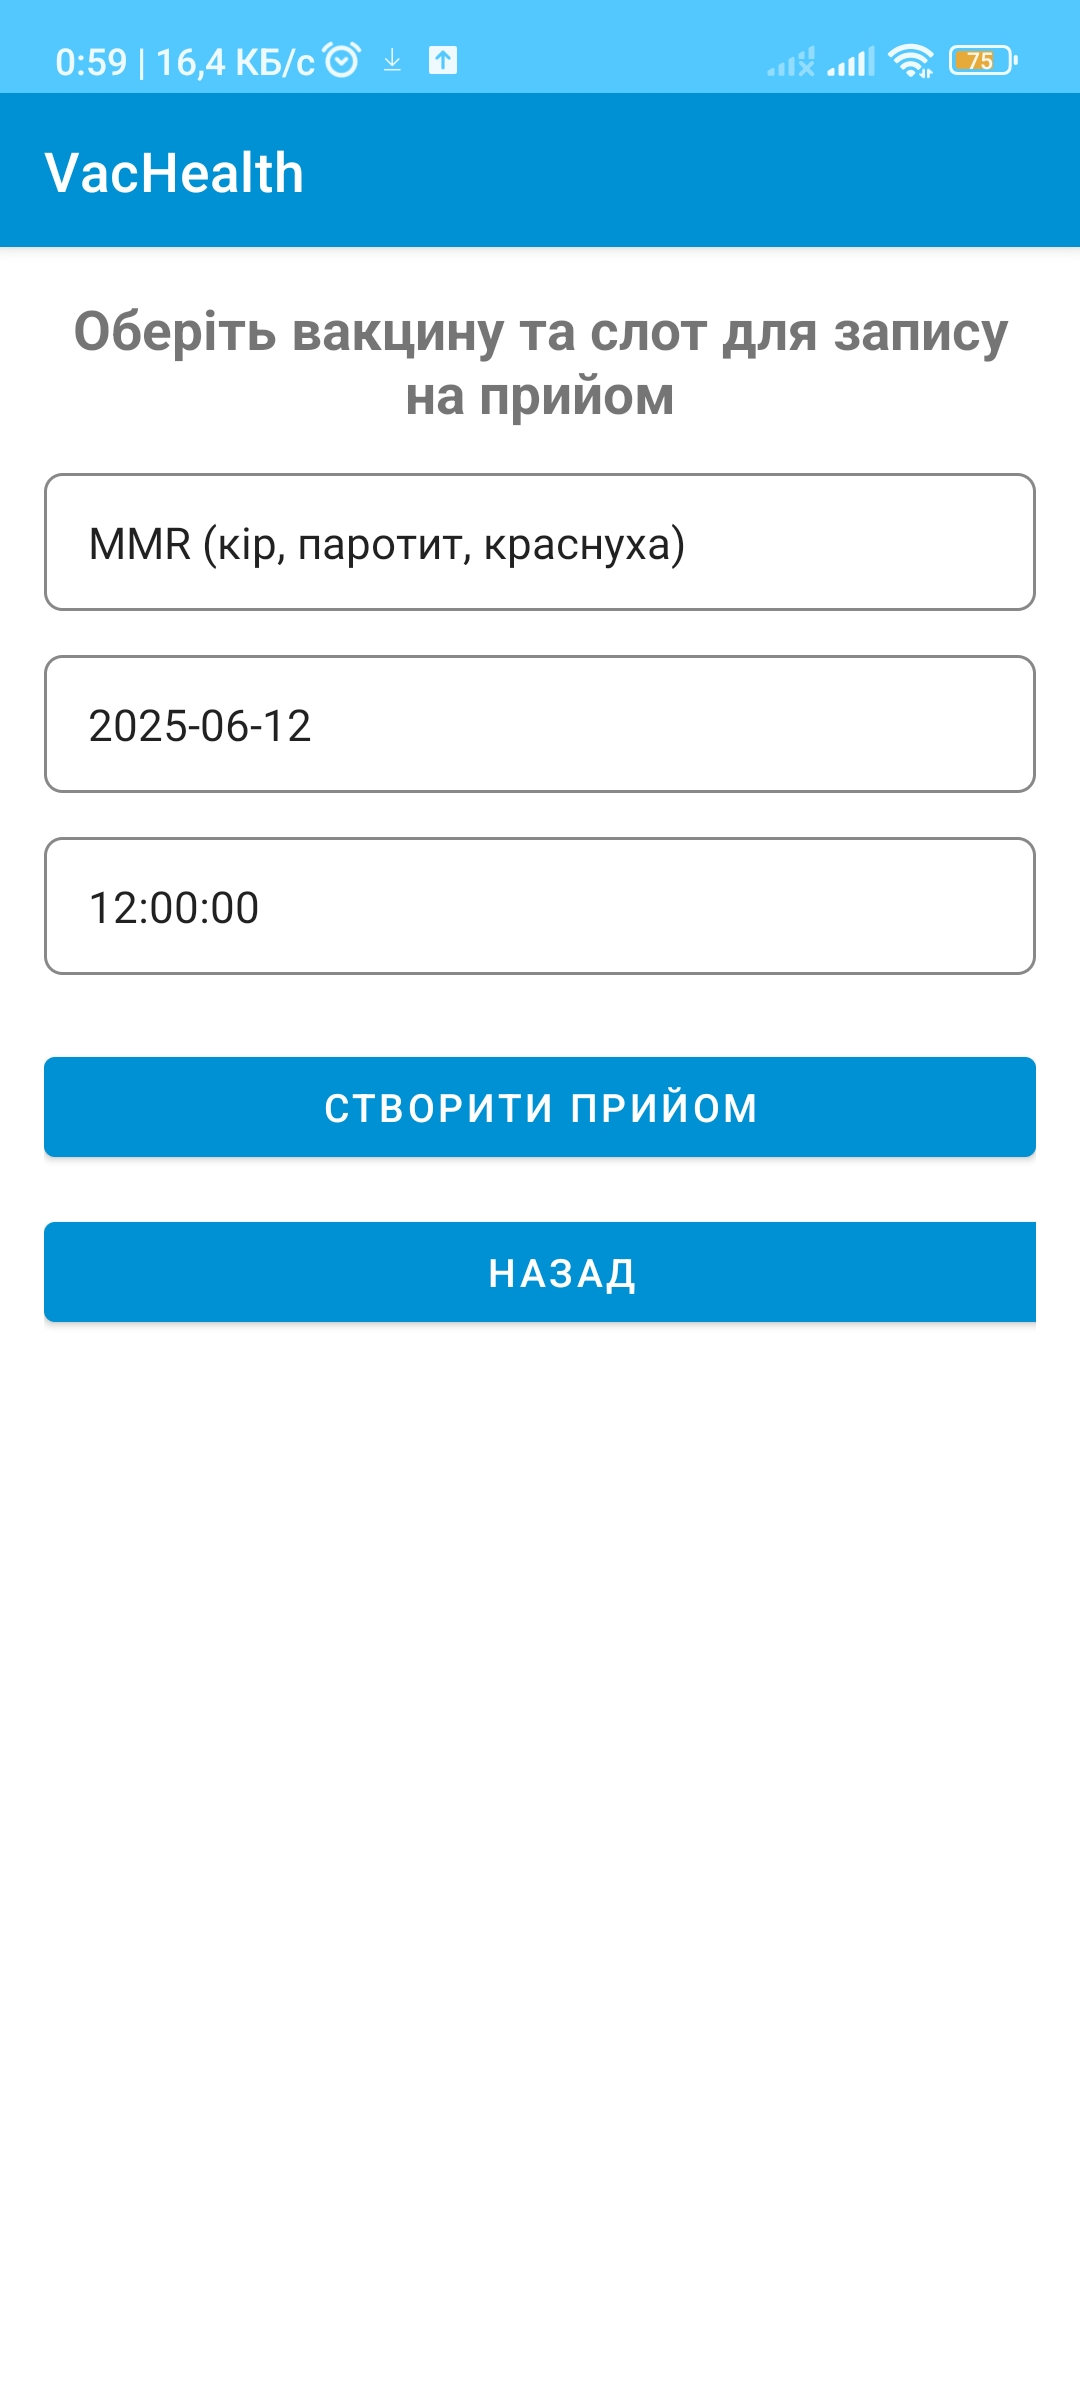 0:59 | 16,4 КБ/с 75
VacHealth
Оберіть вакцину та слот для запису
на прийом
MMR (кір, паротит, краснуха)
2025-06-12
12:00:00
СТВОРИТИ ПРИЙОМ
НАЗАД